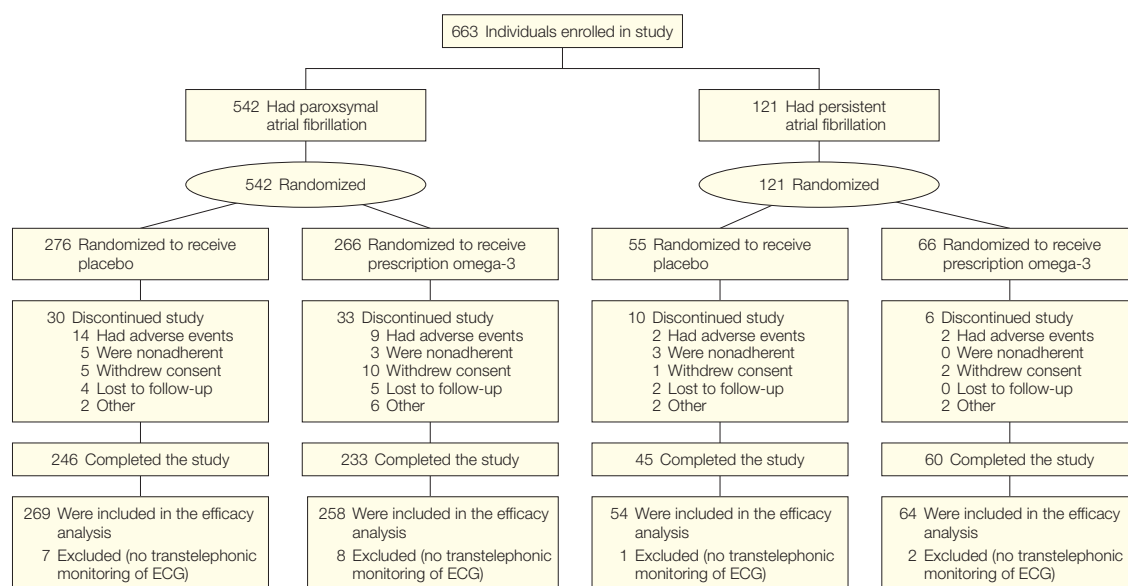 663 Individuals enrolled in study
542 Had paroxsymal
atrial fibrillation
121 Had persistent
atrial fibrillation
542 Randomized
121 Randomized
276 Randomized to receive
placebo
266 Randomized to receive
prescription omega-3
55 Randomized to receive
placebo
66 Randomized to receive
prescription omega-3
30 Discontinued study
14 Had adverse events
5 Were nonadherent
5 Withdrew consent
4 Lost to follow-up
2 Other
33 Discontinued study
9 Had adverse events
3 Were nonadherent
10 Withdrew consent
5 Lost to follow-up
6 Other
10 Discontinued study
2 Had adverse events
3 Were nonadherent
1 Withdrew consent
2 Lost to follow-up
2 Other
6 Discontinued study
2 Had adverse events
0 Were nonadherent
2 Withdrew consent
0 Lost to follow-up
2 Other
246 Completed the study
233 Completed the study
45 Completed the study
60 Completed the study
269 Were included in the efficacy
analysis
7 Excluded (no transtelephonic
monitoring of ECG)
258 Were included in the efficacy
analysis
8 Excluded (no transtelephonic
monitoring of ECG)
54 Were included in the efficacy
analysis
1 Excluded (no transtelephonic
monitoring of ECG)
64 Were included in the efficacy
analysis
2 Excluded (no transtelephonic
monitoring of ECG)